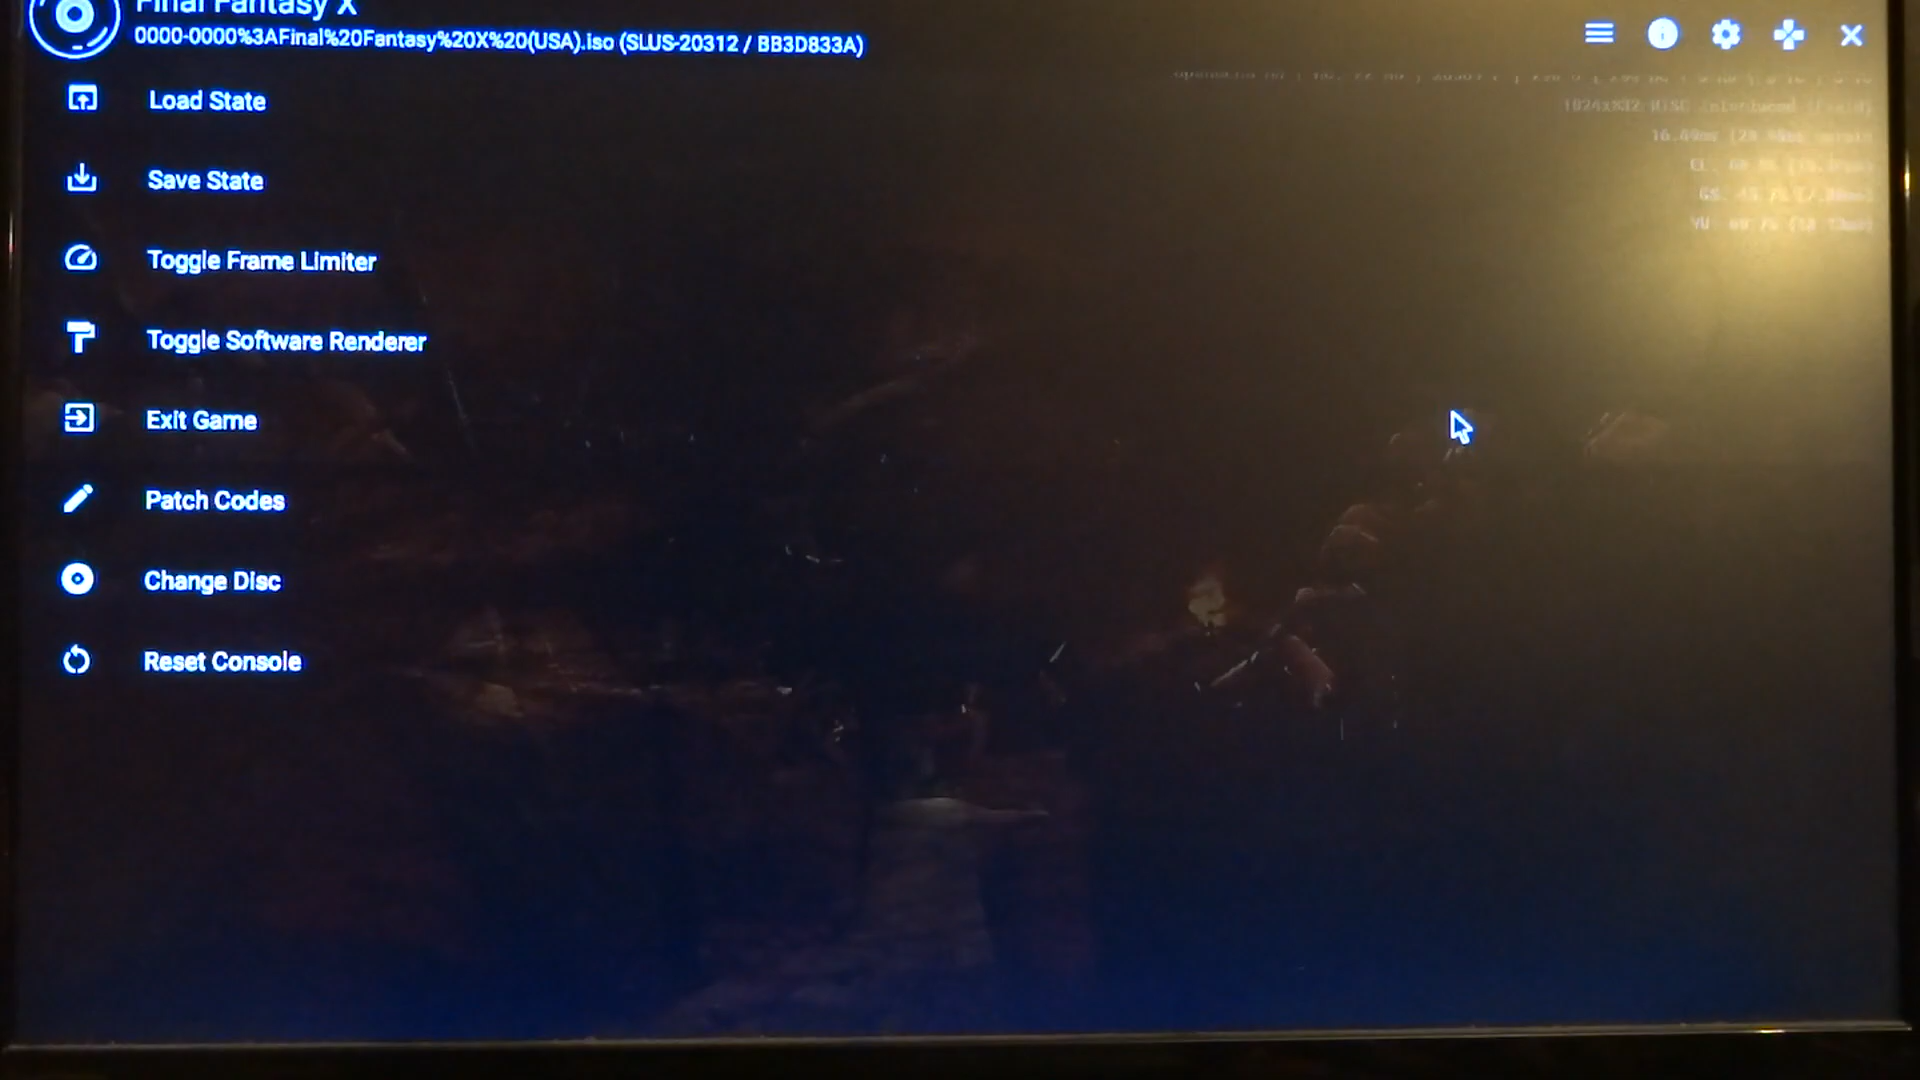 Final Fantasy X
0000-0000%3AFinal%20Fantasy%20X%20(USA).iso (SLUS-20312 / BB3D833A)
Load State
Save State
Toggle Frame Limiter
Toggle Software Renderer
Exit Game
Patch Codes
Change Disc
Reset Console